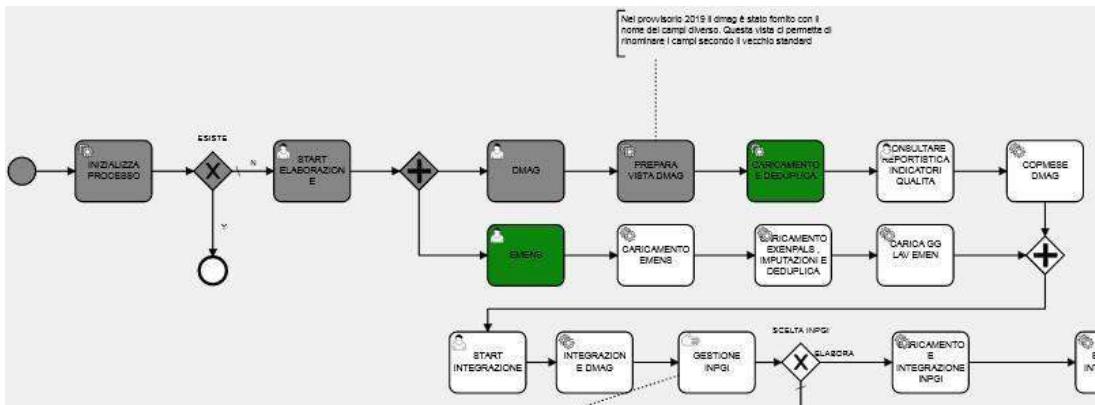 Nel provvisorio 2019 il dmag è stato fornito con il
nome dei campi diverso. Questa vista ci permette di
rinominare i campi secondo il vecchio standard
ESISTE
INIZIALIZZA
PROCESSO
N
START
ELABORAZION
E
DMAG
PREPARA
VISTA DMAG
CARICAMENTO
E DEDUPLICA
CONSULTARE
REPORTISTICA
INDICATORI
QUALITA
COPMESE
DMAG
Y
EMENS
CARICAMENTO
EMENS
CARICAMENTO
EXENPALS ,
IMPUTAZIONI E
DEDUPLICA
CARICA GG
LAV EMEN
SCELTA INPGI
START
INTEGRAZIONE
INTEGRAZION
E DMAG
GESTIONE
INPGI
ELABORA
CARICAMENTO
E
INTEGRAZIONE
INPGI